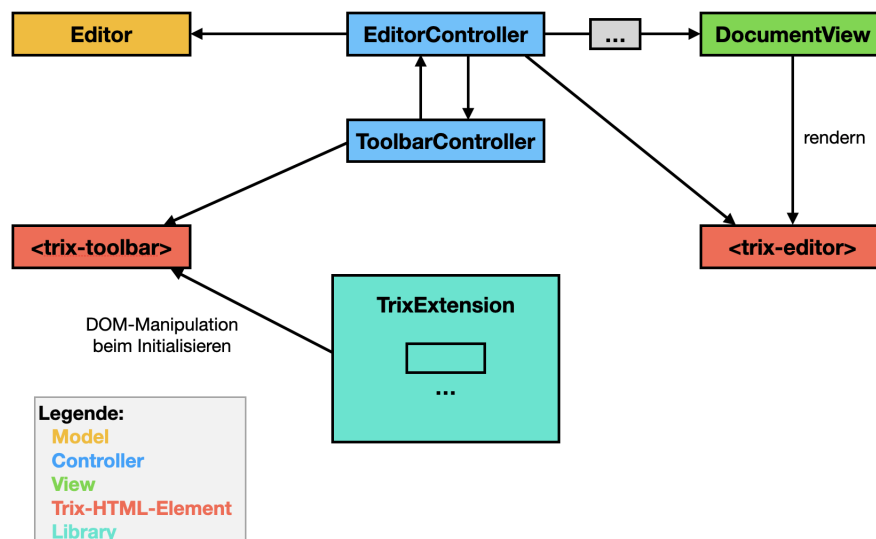 Editor
EditorController
...
DocumentView
ToolbarController
rendern
<trix-toolbar>
<trix-editor>
TrixExtension
DOM-Manipulation
beim Initialisieren
...
Legende:
Model
Controller
View
Trix-HTML-Element
Library